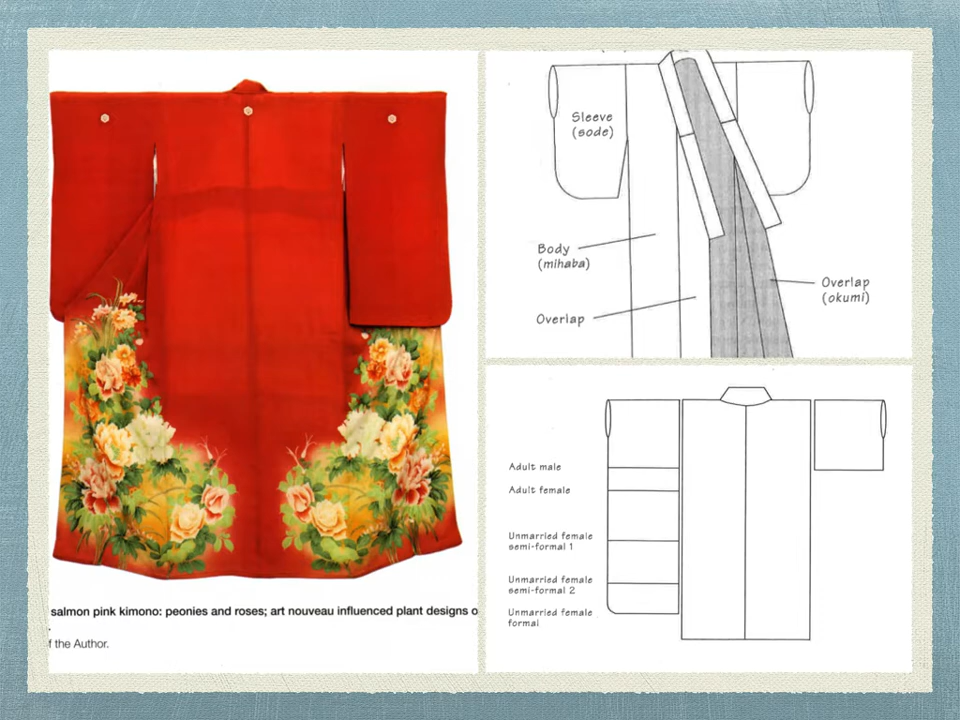 salmon pink kimono: peonies and roses; art nouveau influenced plant designs o
.
f the Author.
Sleeve
(sode)
Body
(mihaba)
Overlap
Overlap
(okumi)
Adult male
Adult female
Unmarried female
semi-formal 1
Unmarried female
semi-formal 2
Unmarried female
formal